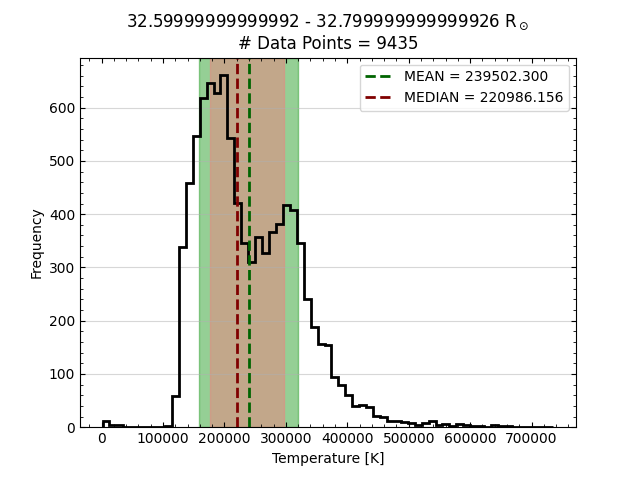 32.59999999999992 - 32.799999999999926 R⊙
# Data Points = 9435
MEAN = 239502.300
MEDIAN = 220986.156
Frequency
600
500
400
300
200
100
0
0 100000 200000 300000 400000 500000 600000 700000
Temperature [K]